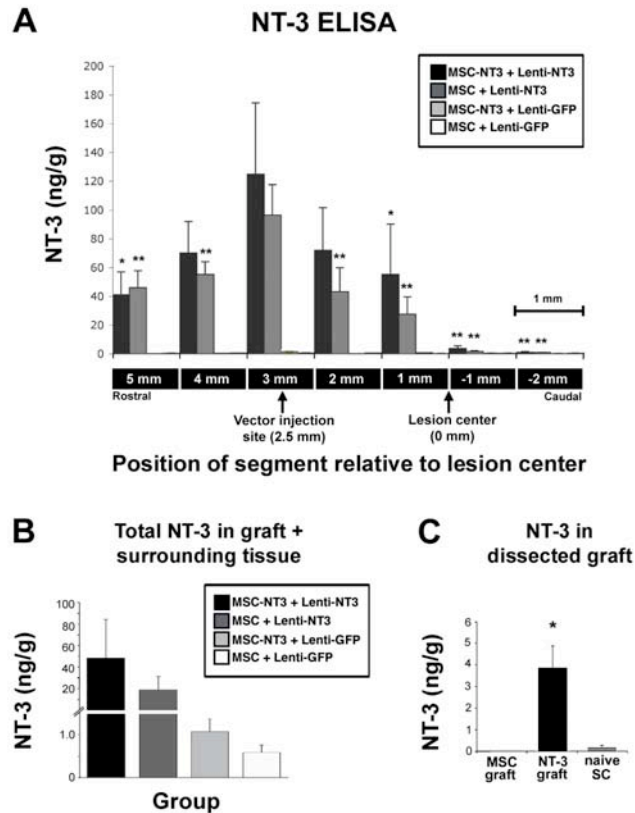 A
NT-3 ELISA
MSC-NT3 + Lenti-NT3
MSC + Lenti-NT3
MSC-NT3 + Lenti-GFP
MSC + Lenti-GFP
NT-3 (ng/g)
200
180
160
140
120
100
80
60
40
20
0
* ** ** ** * ** ** ** ** **
1 mm
5 mm 4 mm 3 mm 2 mm 1 mm -1 mm -2 mm
Rostral Caudal
Vector injection
site (2.5 mm)
Lesion center
(0 mm)
Position of segment relative to lesion center
B
Total NT-3 in graft +
surrounding tissue
MSC-NT3 + Lenti-NT3
MSC + Lenti-NT3
MSC-NT3 + Lenti-GFP
MSC + Lenti-GFP
NT-3 (ng/g)
100
80
60
40
20
1.0
0
Group
C
NT-3 in
dissected graft
NT-3 (ng/g)
6
5
4
3
2
1
0
*
MSC
graft
NT-3
graft
naive
SC